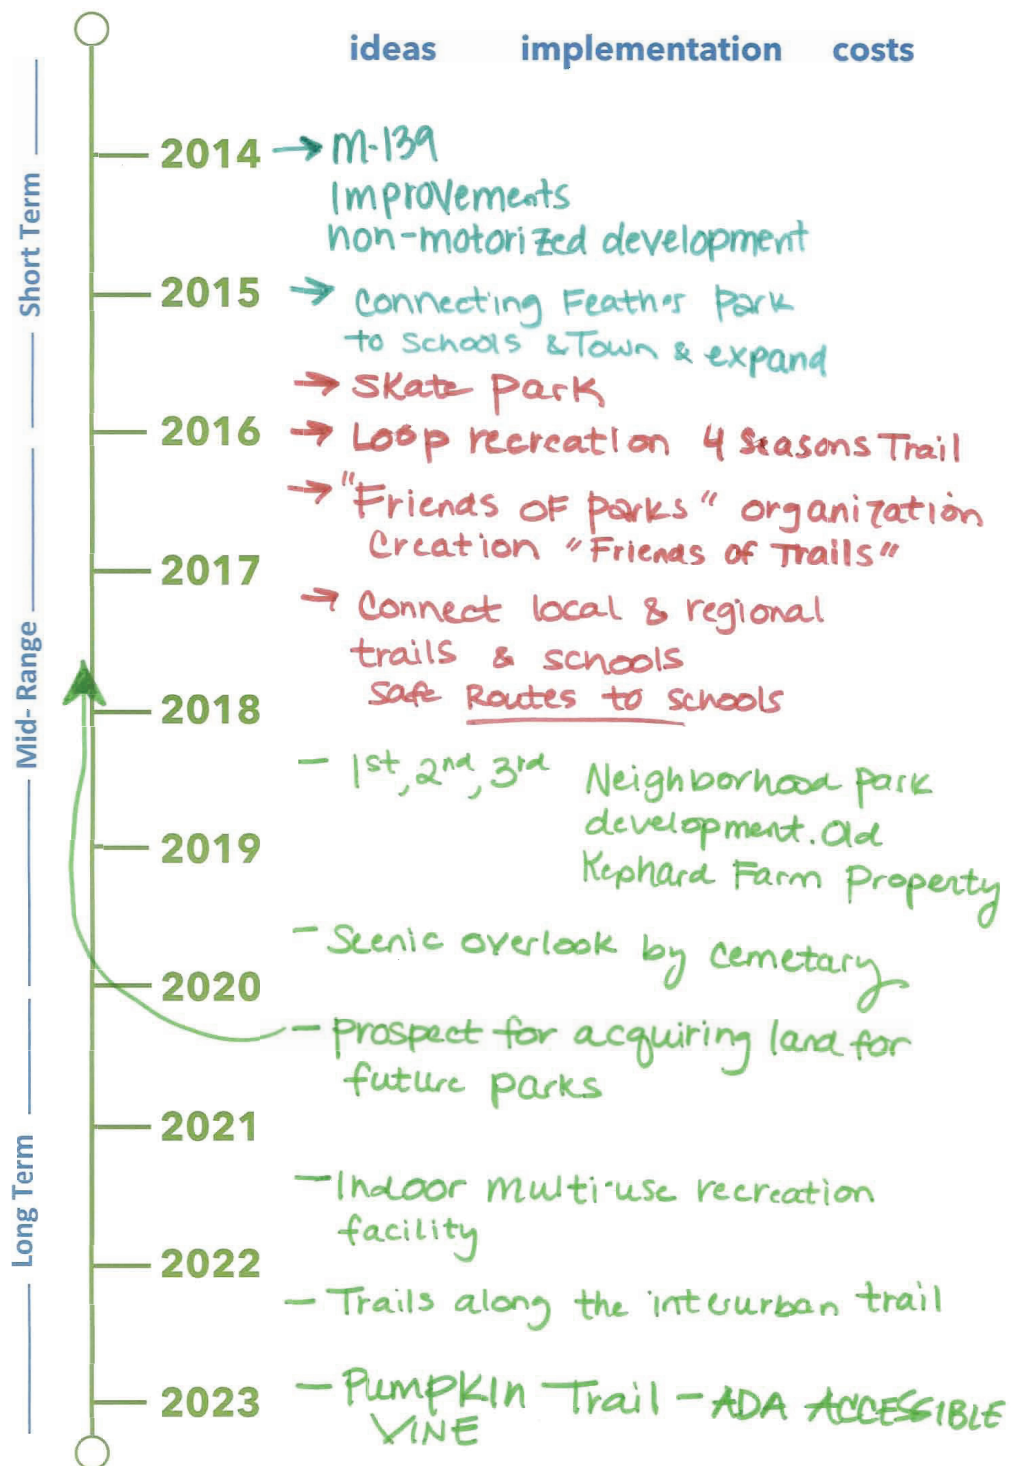 ideas implementation costs
2014 → M-139
Improvements
non-motorized development
2015 → Connecting Feather Park
to Schools & Town & expand
→ Skate Park
2016 → Loop recreation 4 Seasons Trail
→ "Friends of Parks" organization
Creation "Friends of Trails"
2017
→ Connect local & regional
trails & schools
Safe Routes to Schools
2018
- 1st, 2nd, 3rd Neighborhood Park
development. Old
2019
Kephard Farm Property
- Scenic overlook by cemetary
2020
- Prospect for acquiring land for
future parks
2021
- Indoor multi-use recreation
facility
2022
- Trails along the interurban trail
2023 - Pumpkin Trail - ADA ACCESSIBLE
VINE
Short Term
Mid- Range
Long Term